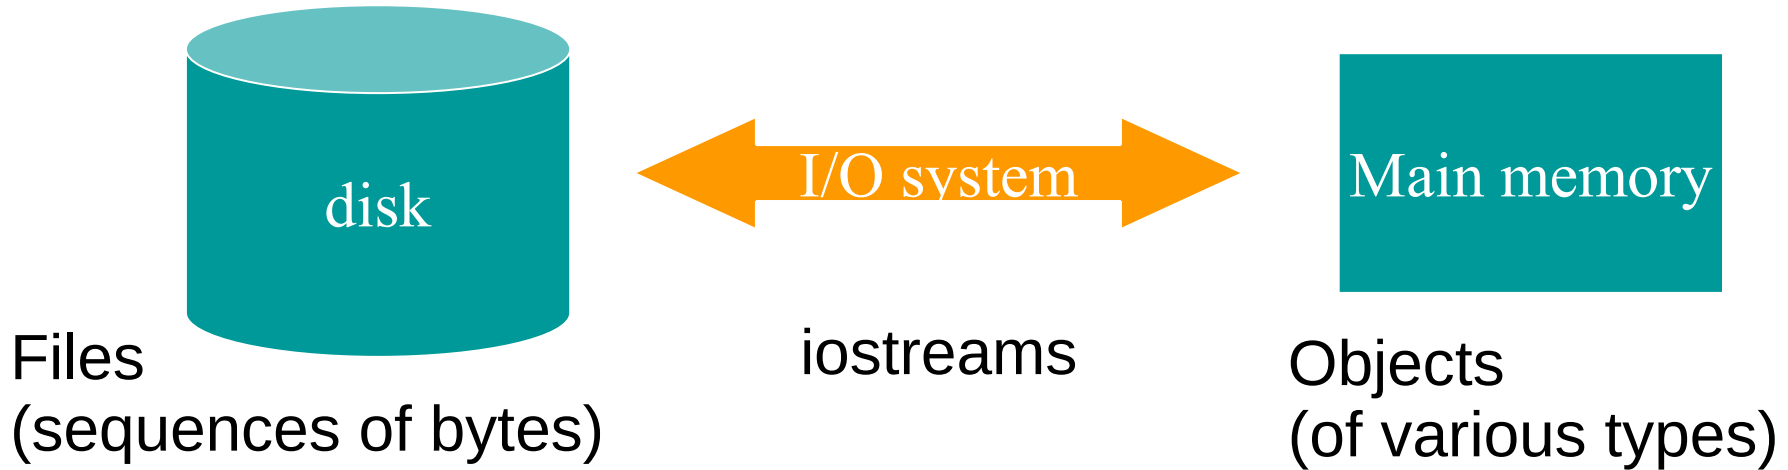 disk
I/O system
Main memory
Files
(sequences of bytes)
iostreams
Objects
(of various types)